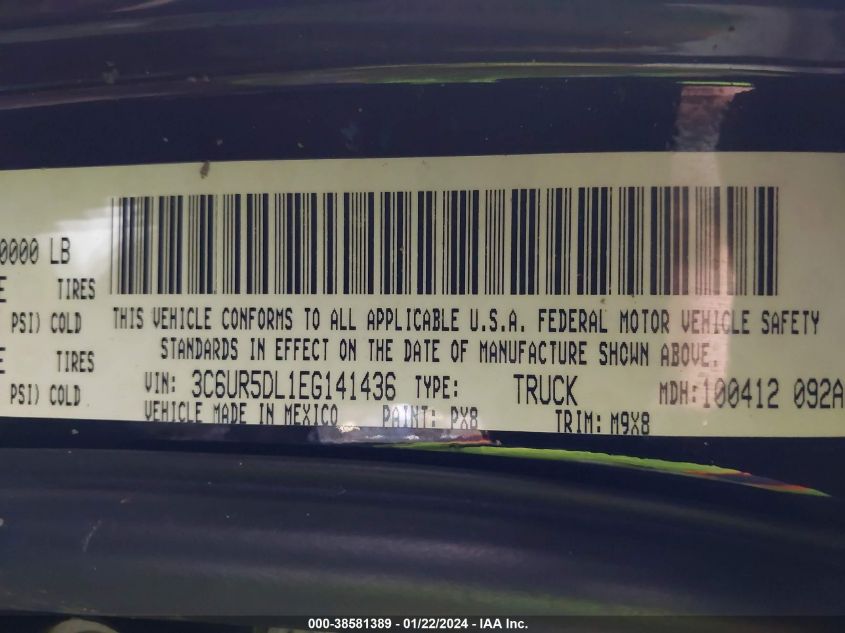 0000 LB
TIRES
PSI) COLD
THIS VEHICLE CONFORMS TO ALL APPLICABLE U.S.A. FEDERAL MOTOR VEHICLE SAFETY
STANDARDS IN EFFECT ON THE DATE OF MANUFACTURE SHOWN ABOVE.
E TIRES
PSI) COLD
VIN: 3C6UR5DL1EG141436 TYPE: TRUCK MDH: 100412 092A
VEHICLE MADE IN MEXICO PAINT: PX8 TRIM: M9X8
000-38581389 - 01/22/2024 - IAA Inc.